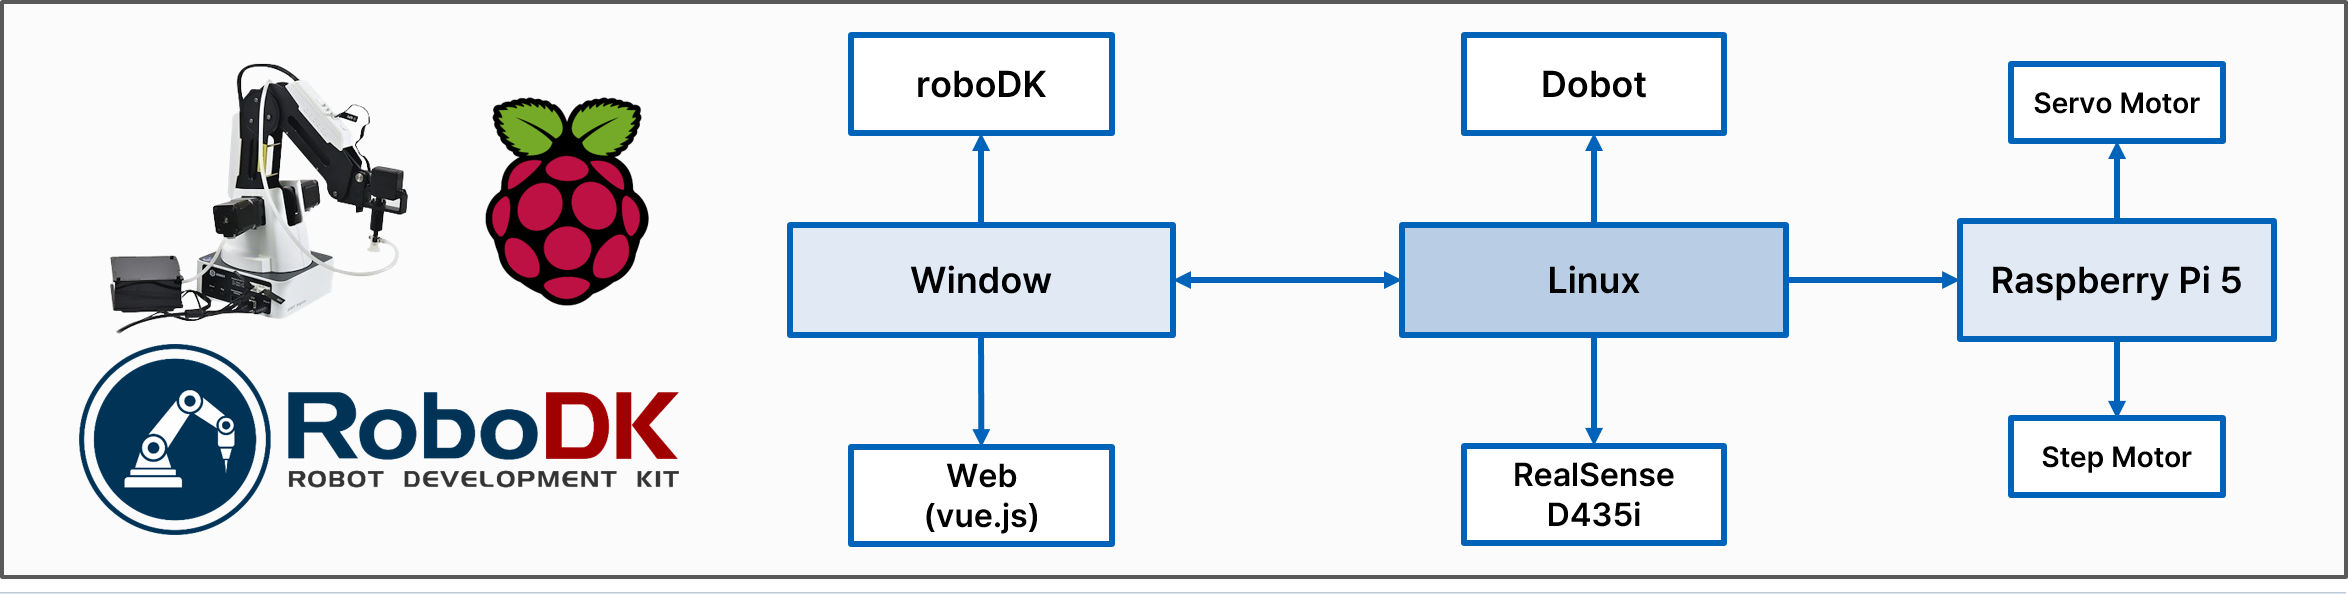 RoboDK
ROBOT DEVELOPMENT KIT
roboDK
Window
Web
(vue.js)
Dobot
Linux
RealSense
D435i
Servo Motor
Raspberry Pi 5
Step Motor